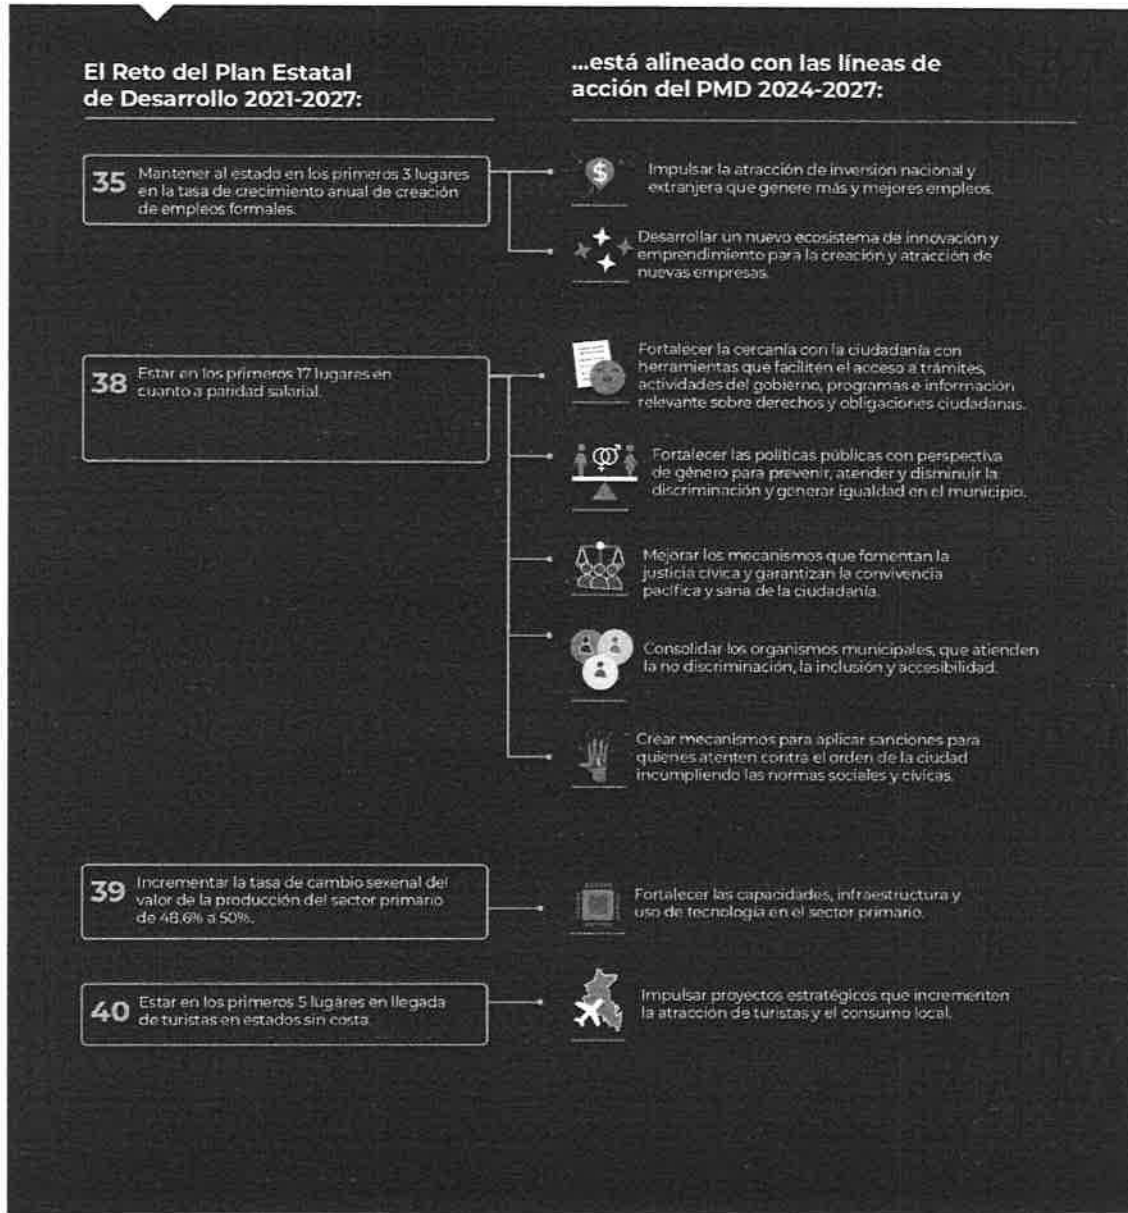 El Reto del Plan Estatal
de Desarrollo 2021-2027:
...está alineado con las líneas de
acción del PMD 2024-2027:
35 Mantener al estado en los primeros 3 lugares
en la tasa de crecimiento anual de creación
de empleos formales.
Impulsar la atracción de inversión nacional y
extranjera que genere más y mejores empleos.
Desarrollar un nuevo ecosistema de innovación y
emprendimiento para la creación y atracción de
nuevas empresas.
38 Estar en los primeros 17 lugares en
cuanto a paridad salarial.
Fortalecer la cercanía con la ciudadanía con
herramientas que faciliten el acceso a trámites,
actividades del gobierno, programas e información
relevante sobre derechos y obligaciones ciudadanas.
Fortalecer las políticas públicas con perspectiva
de género para prevenir, atender y disminuir la
discriminación y generar igualdad en el municipio.
Mejorar los mecanismos que fomentan la
justicia cívica y garantizan la convivencia
pacífica y sana de la ciudadanía.
Consolidar los organismos municipales, que atienden
la no discriminación, la inclusión y accesibilidad.
Crear mecanismos para aplicar sanciones para
quienes atenten contra el orden de la ciudad
incumpliendo las normas sociales y cívicas.
39 Incrementar la tasa de cambio sexenal del
valor de la producción del sector primario
de 48.6% a 50%.
Fortalecer las capacidades, infraestructura y
uso de tecnología en el sector primario.
40 Estar en los primeros 5 lugares en llegada
de turistas en estados sin costa.
Impulsar proyectos estratégicos que incrementen
la atracción de turistas y el consumo local.